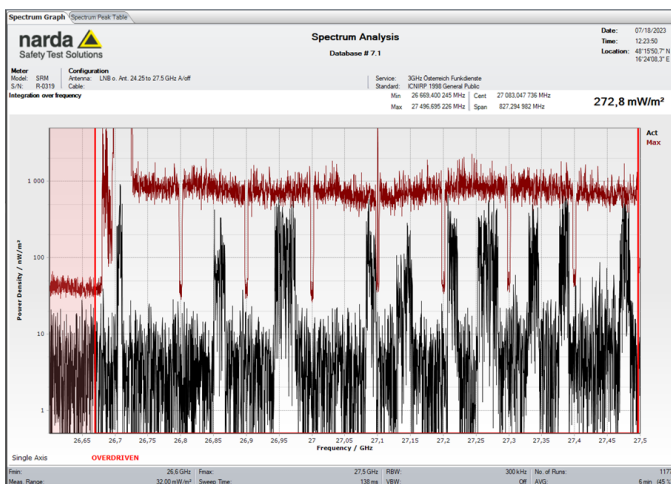 Spectrum Graph Spectrum Peak Table
narda
Safety Test Solutions
Spectrum Analysis
Database # 7.1
Date: 07/18/2023
Time: 12:23:50
Location: 48°15'50,7" N
16°24'08,3" E
Meter Configuration
Model: SRM Antenna: LNB o. Ant. 24.25 to 27.5 GHz A/off Service: 3GHz Österreich Funkdienste
S/N: R-0319 Cable: Standard: ICNIRP 1998 General Public
Integration over frequency
Min 26 669,400 245 MHz Cent 27 083,047 736 MHz
Max 27 496,695 226 MHz Span 827,294 982 MHz
272,8 mW/m²
Act
Max
Power Density / nW/m²
1 000
100
10
1
26,65 26,7 26,75 26,8 26,85 26,9 26,95 27 27,05 27,1 27,15 27,2 27,25 27,3 27,35 27,4 27,45 27,5
Frequency / GHz
Single Axis OVERDRIVEN
Fmin: 26,6 GHz Fmax: 27,5 GHz RBW: 300 kHz No. of Runs: 1177
Meas. Range: 32,00 mW/m² Sweep Time: 138 ms VBW: Off AVG: